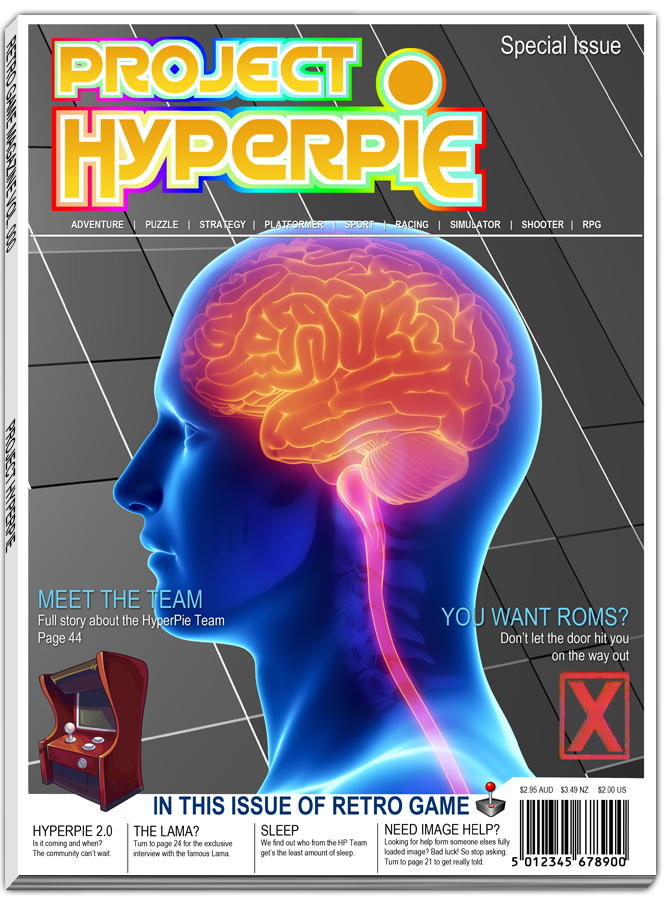 PROJECT
HYPERPIE
Special Issue
ADVENTURE | PUZZLE | STRATEGY | PLATFORMER | SPORT | RACING | SIMULATOR | SHOOTER | RPG
MEET THE TEAM
Full story about the HyperPie Team
Page 44
YOU WANT ROMS?
Don't let the door hit you
on the way out
X
IN THIS ISSUE OF RETRO GAME
$2.95 AUD $3.49 NZ $2.00 US
HYPERPIE 2.0
Is it coming and when?
The community can't wait.
THE LAMA?
Turn to page 24 for the exclusive
interview with the famous Lama.
SLEEP
We find out who from the HP Team
get's the least amount of sleep.
NEED IMAGE HELP?
Looking for help form someone elses fully
loaded image? Bad luck! So stop asking.
Turn to page 21 to get really told.
5 012345 678900